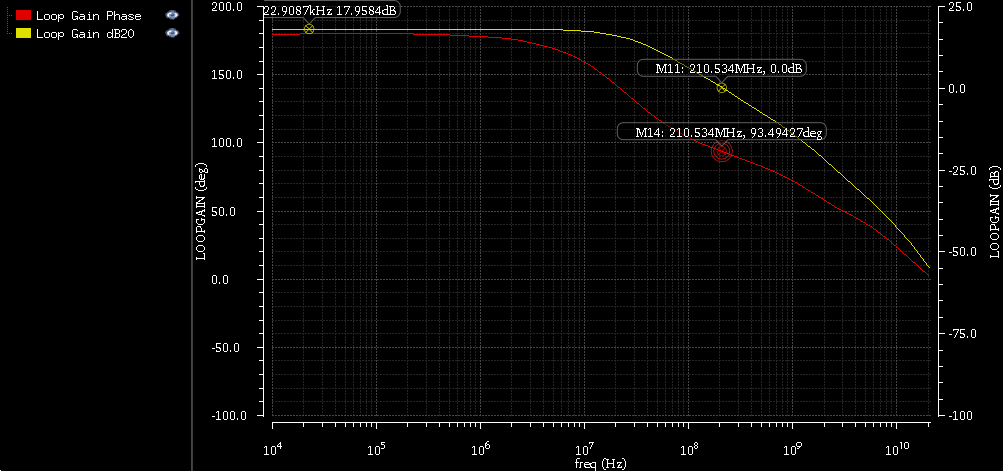 Loop Gain Phase
Loop Gain dB20
22.9087kHz 17.9584dB
M11: 210.534MHz, 0.0dB
M14: 210.534MHz, 93.49427deg
LOOPGAIN (deg)
200.0
150.0
100.0
50.0
0.0
-50.0
-100.0
25.0
0.0
-25.0
-50.0
-75.0
-100
LOOPGAIN (dB)
10^4 10^5 10^6 10^7 10^8 10^9 10^10
freq (Hz)